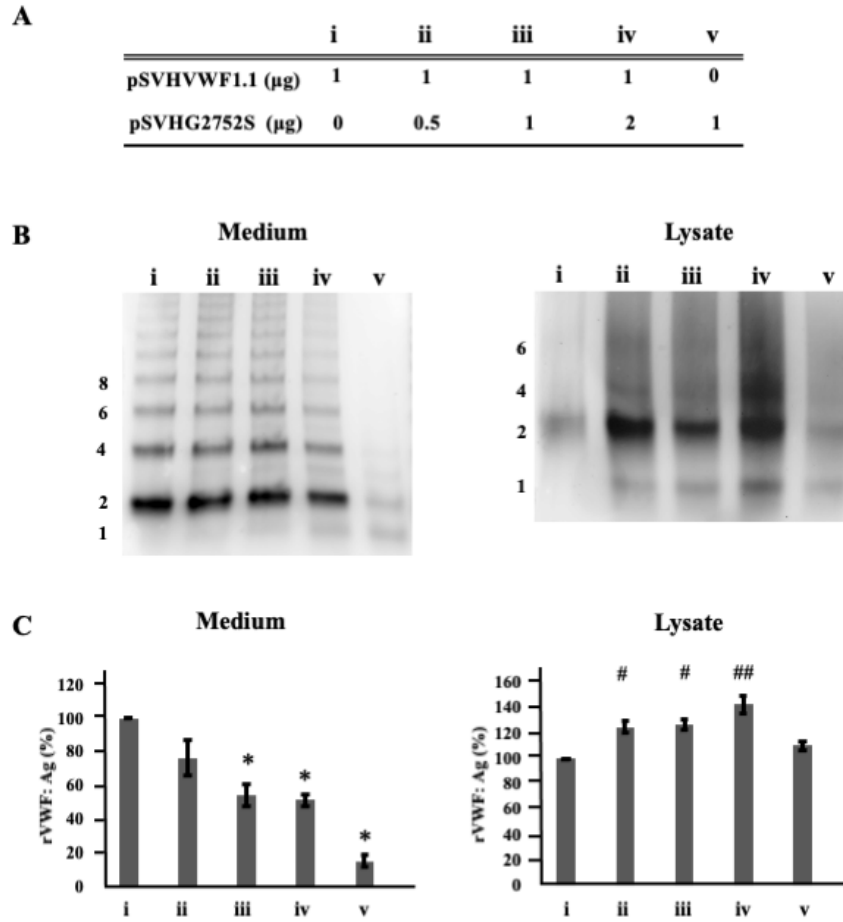 A
i ii iii iv v
pSVHVWF1.1 (µg) 1 1 1 1 0
pSVHG2752S (µg) 0 0.5 1 2 1
B
Medium
i ii iii iv v
8
6
4
2
1
Lysate
i ii iii iv v
6
4
2
1
C
Medium
rVWF: Ag (%)
120
100
80
60
40
20
0
* * *
i ii iii iv v
Lysate
rVWF: Ag (%)
160
140
120
100
80
60
40
20
0
# # ##
i ii iii iv v